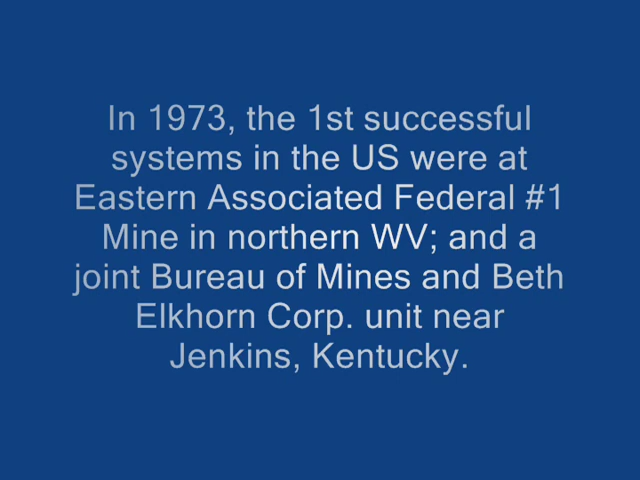 In 1973, the 1st successful
systems in the US were at
Eastern Associated Federal #1
Mine in northern WV; and a
joint Bureau of Mines and Beth
Elkhorn Corp. unit near
Jenkins, Kentucky.